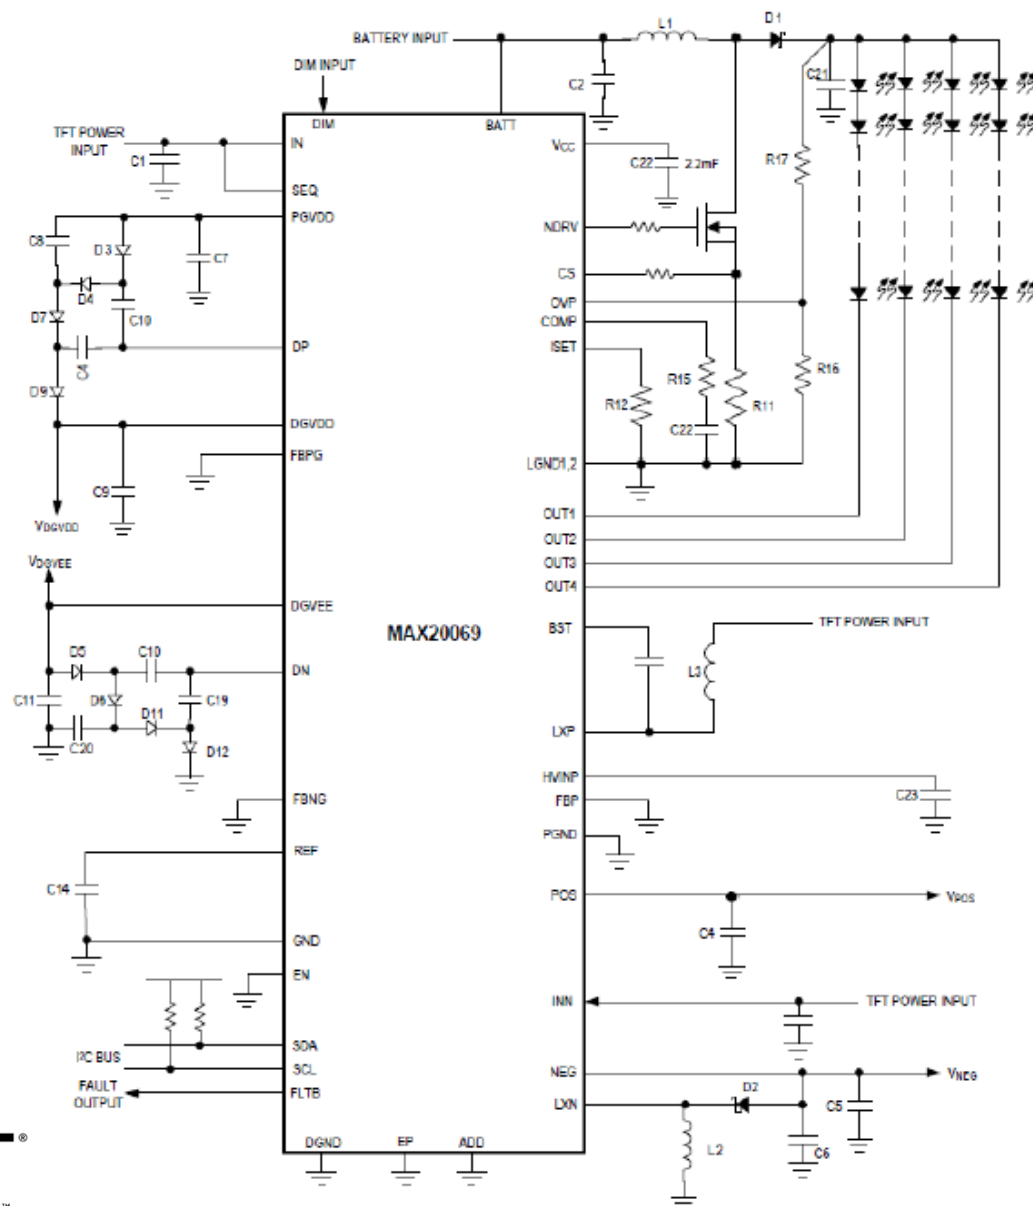 L1
D1
BATTERY INPUT
DIM INPUT
C2
C21
DIM
BATT
TFT POWER
INPUT
IN
VCC
C1
C22
2.2mF
R17
SEQ
PGVDD
C8
D3
C7
NDRV
D4
CS
C10
OVP
D7
COMP
DP
ISET
C5
R15
R16
D9
R12
R11
DGVDD
C22
FBPG
LGND1,2
C9
VDGVDD
OUT1
OUT2
VDGVEE
OUT3
OUT4
DGVEE
MAX20069
BST
TFT POWER INPUT
D5
C10
DN
L3
C11
D6
C19
D11
C20
D12
LXP
HVINP
FBNG
FBP
C23
PGND
REF
C14
POS
VPOS
C4
GND
EN
INN
TFT POWER INPUT
SDA
I²C BUS
SCL
NEG
VNEG
FAULT
OUTPUT
FLTB
D2
LXN
C5
DGND
EP
ADD
L2
C6
®
™